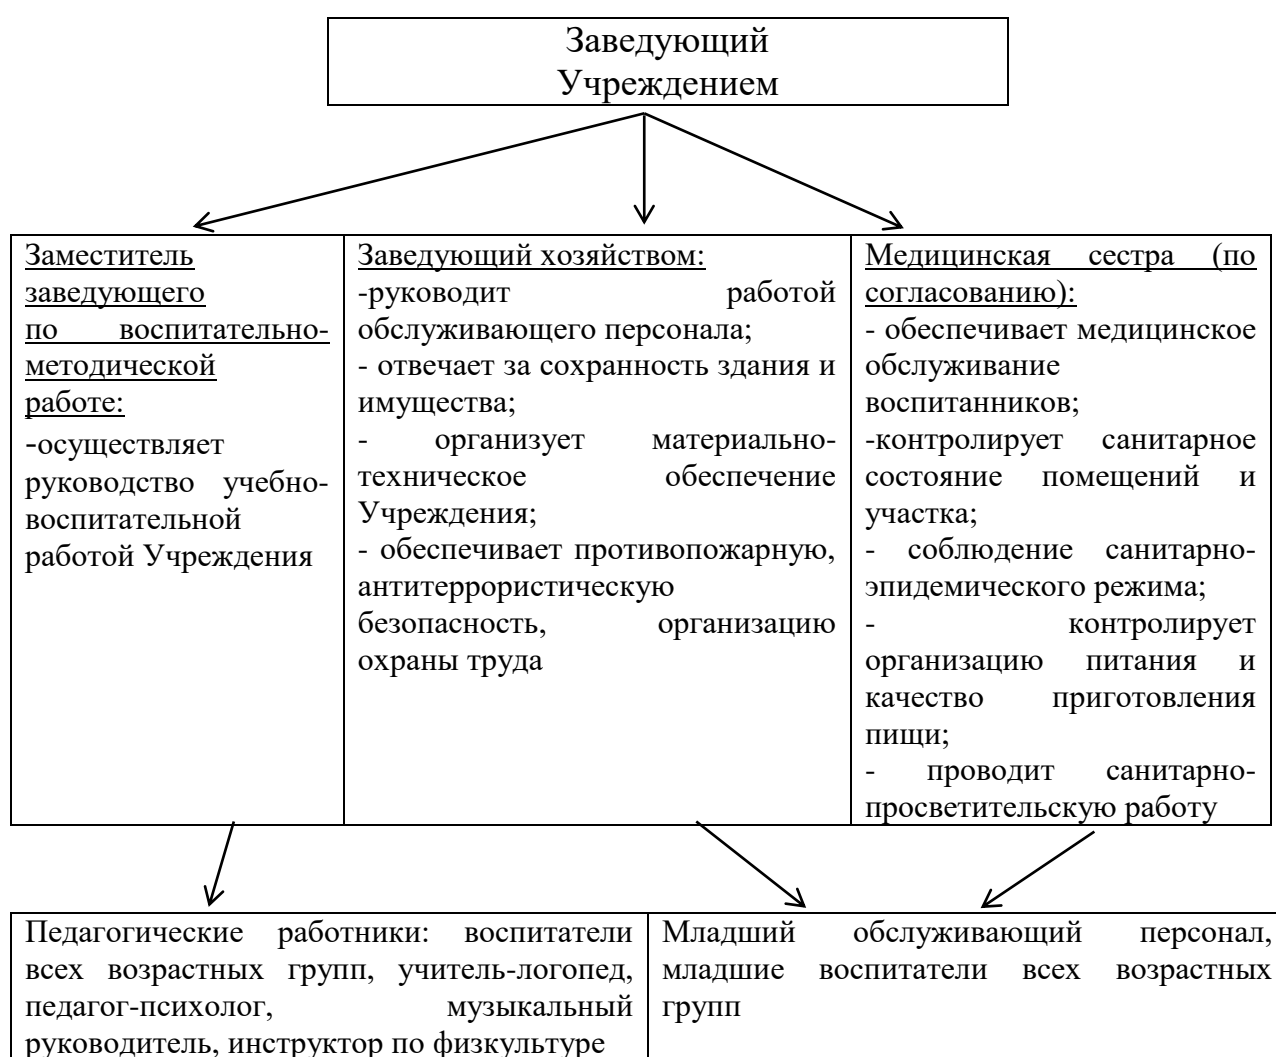 Заведующий
Учреждением
Заместитель
заведующего
по воспитательно-
методической
работе:
-осуществляет
руководство учебно-
воспитательной
работой Учреждения
Заведующий хозяйством:
-руководит работой
обслуживающего персонала;
- отвечает за сохранность здания и
имущества;
- организует материально-
техническое обеспечение
Учреждения;
- обеспечивает противопожарную,
антитеррористическую
безопасность, организацию
охраны труда
Медицинская сестра (по
согласованию):
- обеспечивает медицинское
обслуживание
воспитанников;
-контролирует санитарное
состояние помещений и
участка;
- соблюдение санитарно-
эпидемического режима;
- контролирует
организацию питания и
качество приготовления
пищи;
- проводит санитарно-
просветительскую работу
Педагогические работники: воспитатели
всех возрастных групп, учитель-логопед,
педагог-психолог, музыкальный
руководитель, инструктор по физкультуре
Младший обслуживающий персонал,
младшие воспитатели всех возрастных
групп